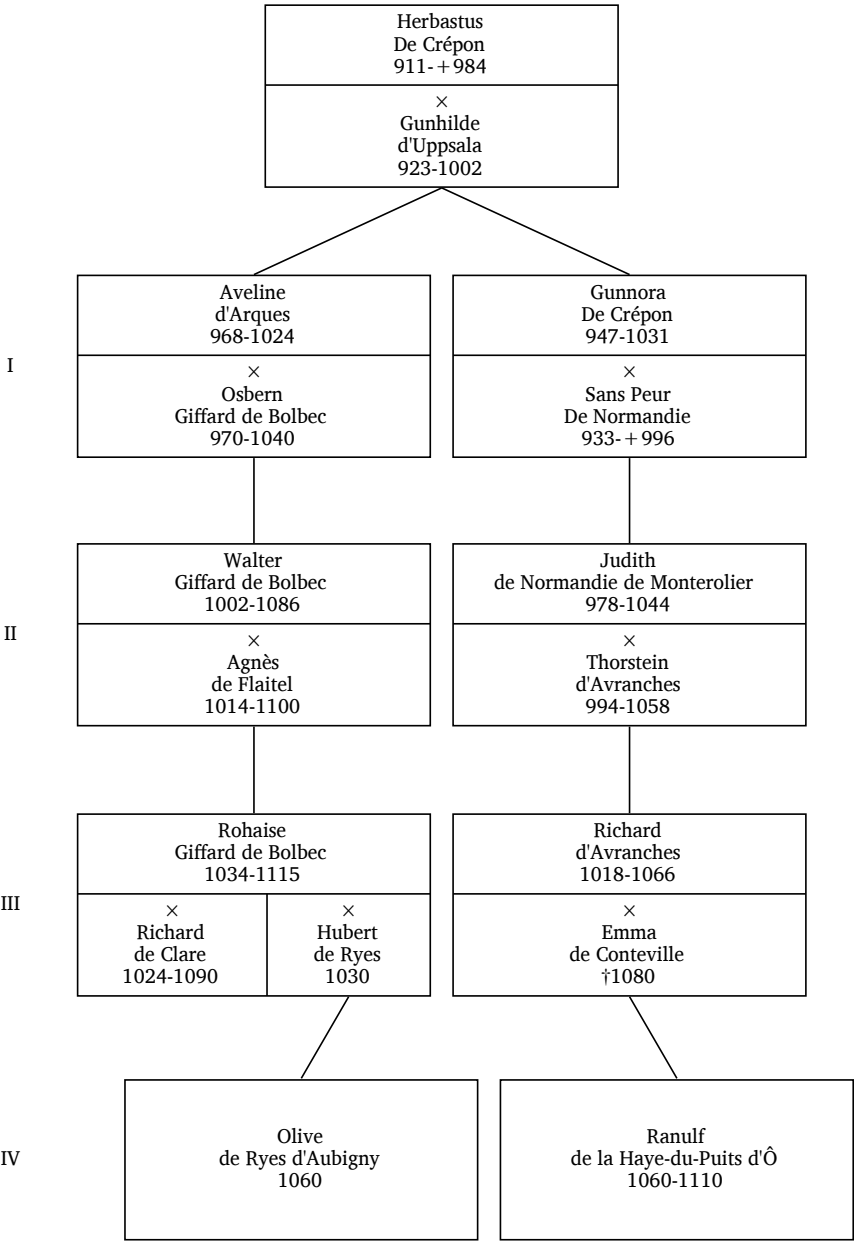 Herbastus
De Crépon
911-+984
×
Gunhilde
d'Uppsala
923-1002
I
Aveline
d'Arques
968-1024
×
Osbern
Giffard de Bolbec
970-1040
Gunnora
De Crépon
947-1031
×
Sans Peur
De Normandie
933-+996
II
Walter
Giffard de Bolbec
1002-1086
×
Agnès
de Flaitel
1014-1100
Judith
de Normandie de Monterolier
978-1044
×
Thorstein
d'Avranches
994-1058
III
Rohaise
Giffard de Bolbec
1034-1115
×
Richard
de Clare
1024-1090
×
Hubert
de Ryes
1030
Richard
d'Avranches
1018-1066
×
Emma
de Conteville
†1080
IV
Olive
de Ryes d'Aubigny
1060
Ranulf
de la Haye-du-Puits d'Ô
1060-1110